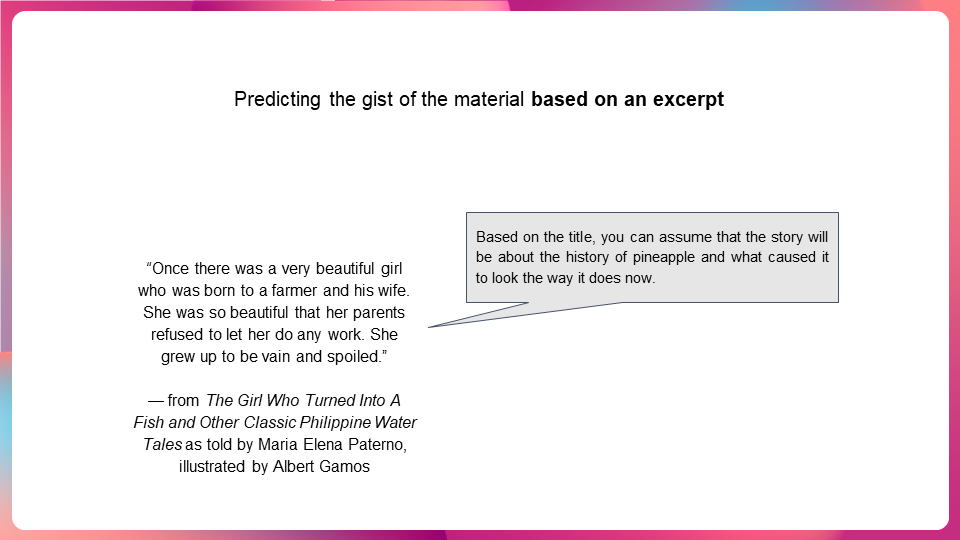 Predicting the gist of the material based on an excerpt
Based on the title, you can assume that the story will
be about the history of pineapple and what caused it
to look the way it does now.
“Once there was a very beautiful girl
who was born to a farmer and his wife.
She was so beautiful that her parents
refused to let her do any work. She
grew up to be vain and spoiled.”
— from The Girl Who Turned Into A
Fish and Other Classic Philippine Water
Tales as told by Maria Elena Paterno,
illustrated by Albert Gamos